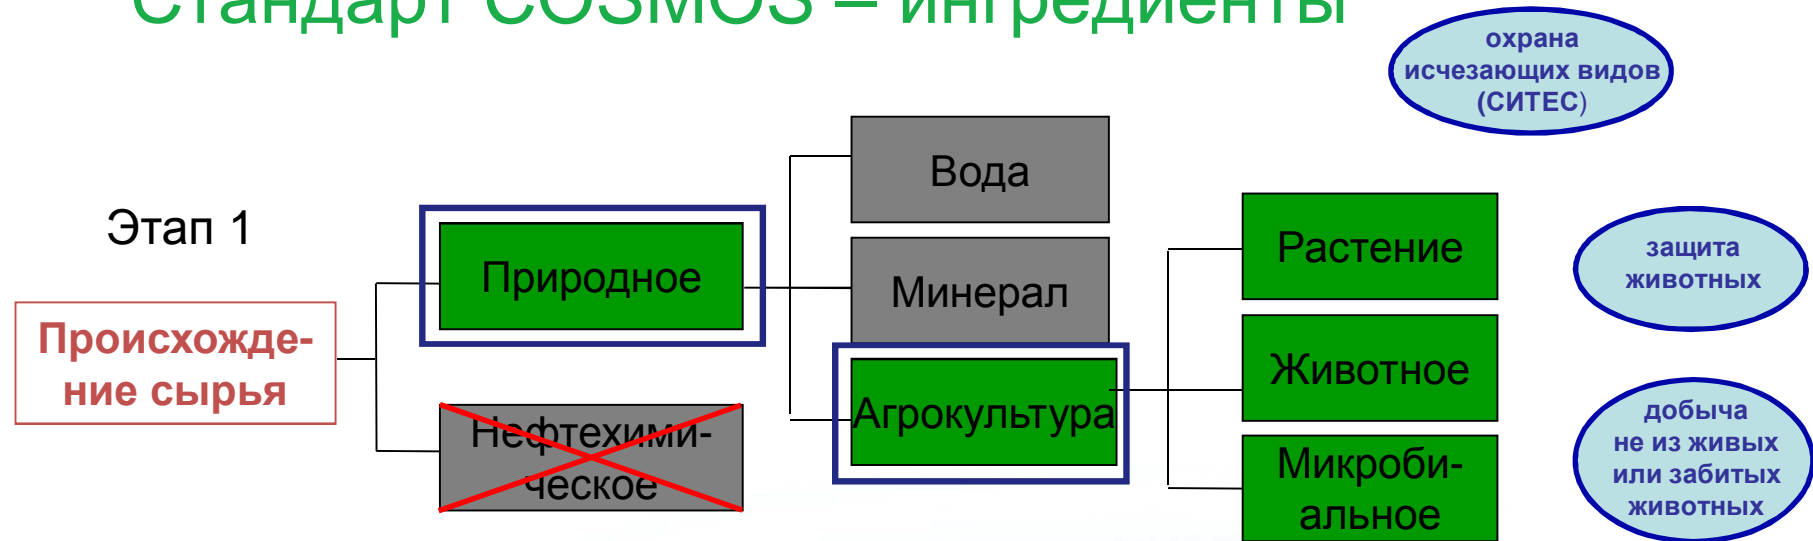 Стандарт COSMOS – ингредиенты
охрана
исчезающих видов
(СИТЕС)
Этап 1
Происхожде-
ние сырья
Природное
Нефтехими-
ческое
Вода
Минерал
Агрокультура
Растение
Животное
Микроби-
альное
защита
животных
добыча
не из живых
или забитых
животных